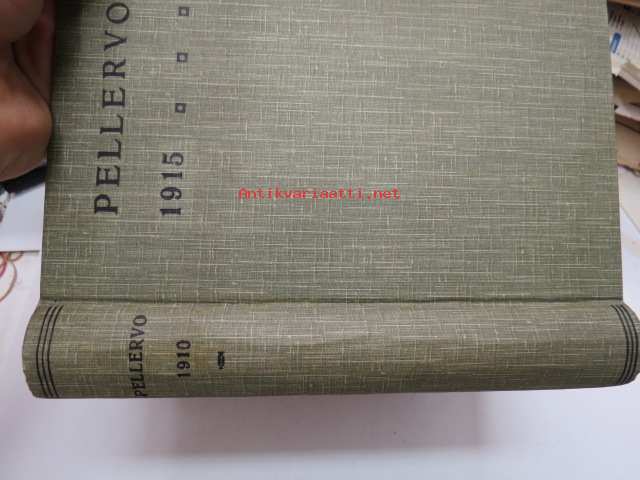 PELLERVO
1915
Antikvariaatti.net
PELLERVO
1910